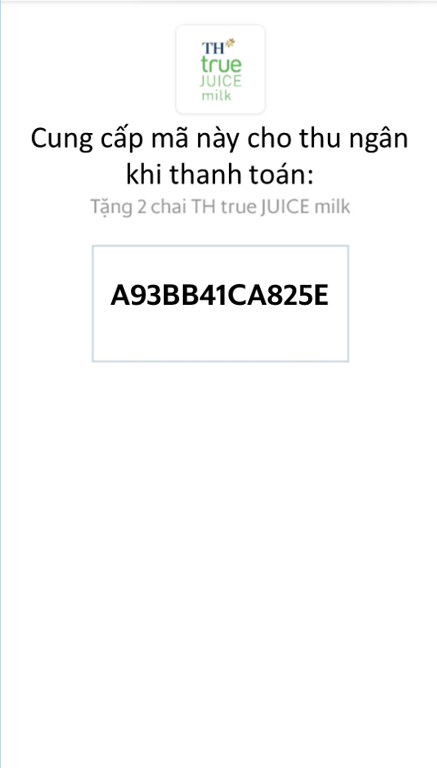 TH
true
JUICE
milk
Cung cấp mã này cho thu ngân
khi thanh toán:
Tặng 2 chai TH true JUICE milk
A93BB41CA825E